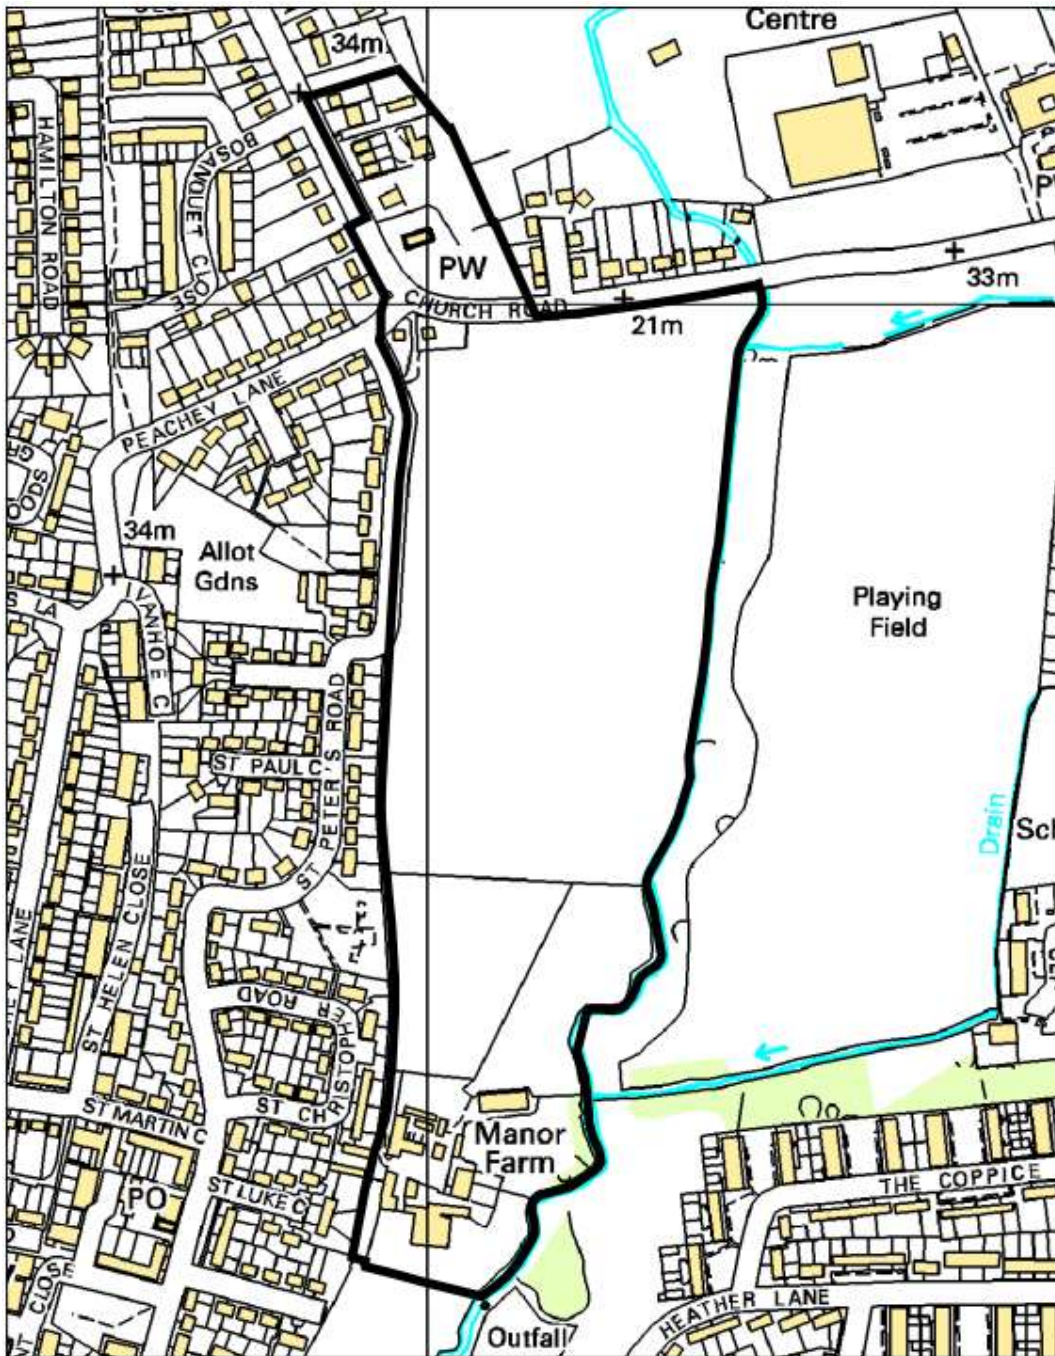 Centre
34m
HAMILTON ROAD
BOSANQUET CLOSE
PW
CHURCH ROAD
21m
33m
PEACHEY LANE
34m
Allot
Gdns
IVANHOE C
Playing
Field
ST PETER'S ROAD
ST PAUL C
Drain
ST HELEN CLOSE
LANE
ST CHRISTOPHER
ROAD
ST MARTIN C
Manor
Farm
PO
ST LUKE C
THE COPPICE
CLOSE
HEATHER LANE
Outfall